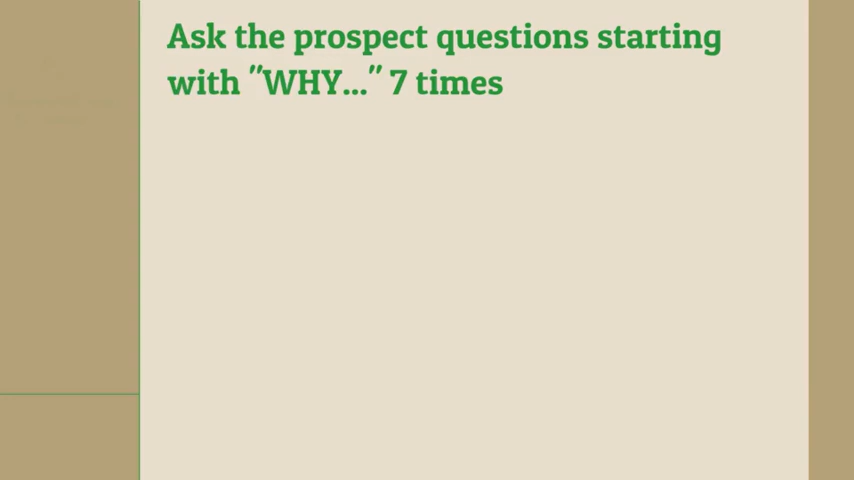 Ask the prospect questions starting
with "WHY..." 7 times